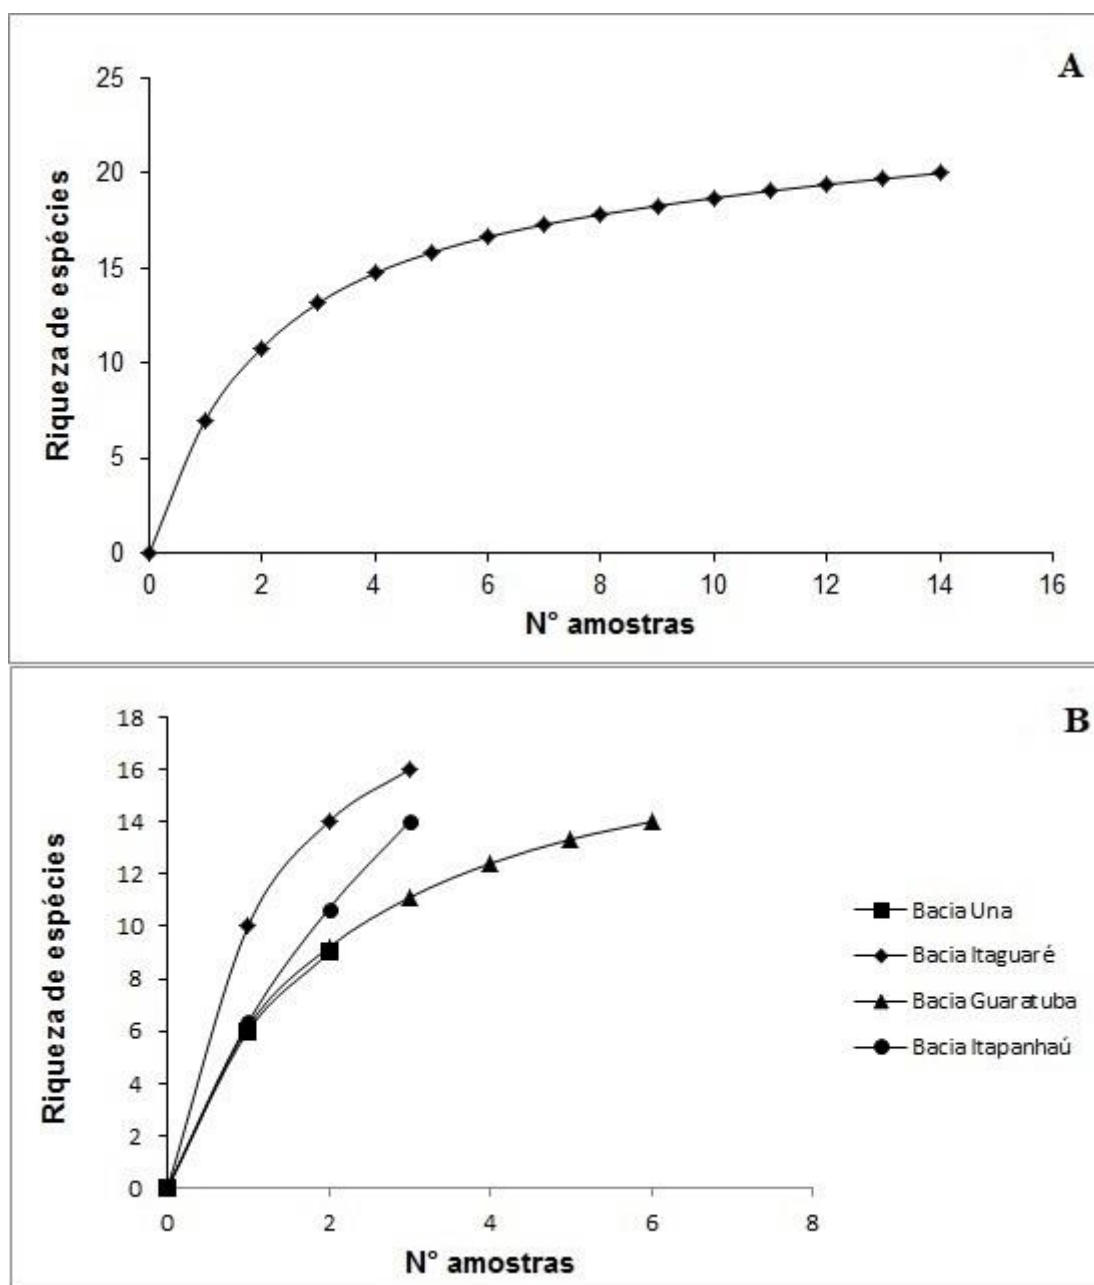 A
25
20
15
10
5
0
Riqueza de espécies
0 2 4 6 8 10 12 14 16
N° amostras
B
18
16
14
12
10
8
6
4
2
0
Riqueza de espécies
0 2 4 6 8
N° amostras
Bacia Una
Bacia Itaguaré
Bacia Guaratuba
Bacia Itapanhaú